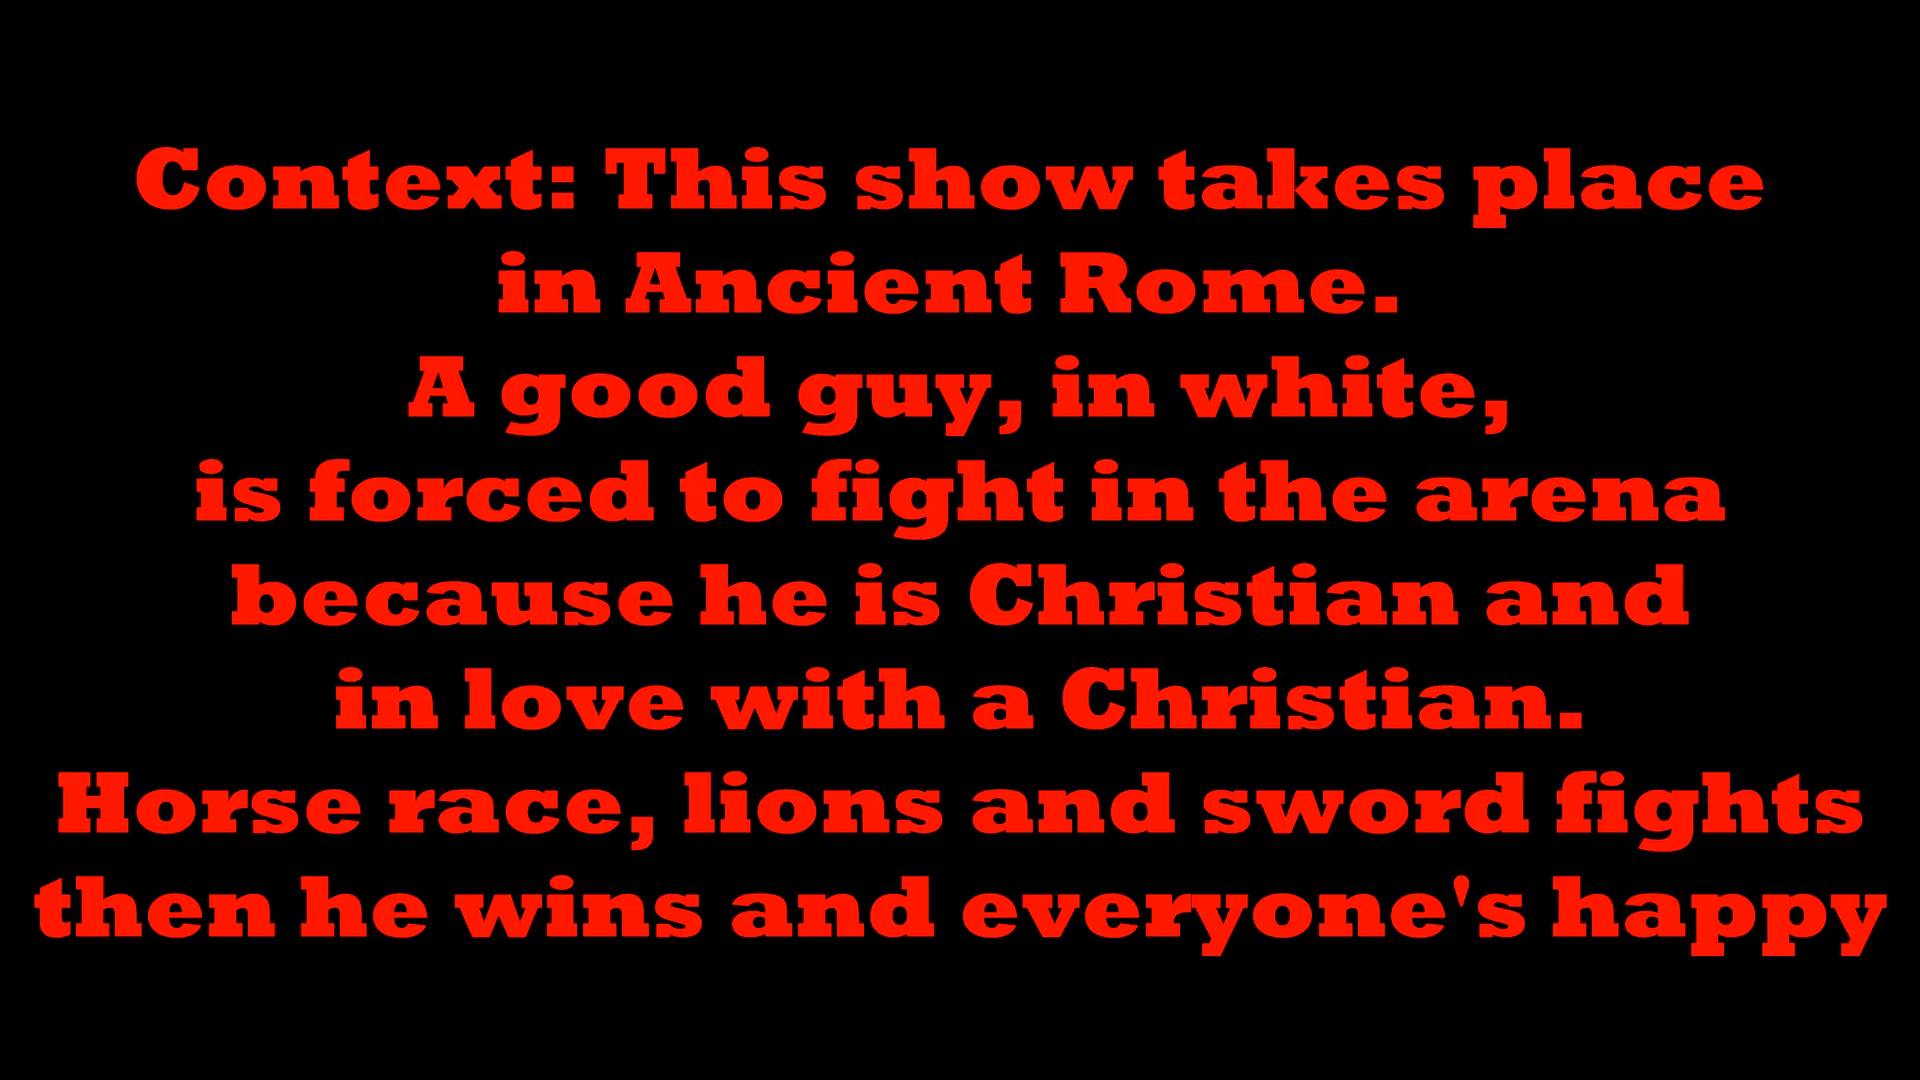 Context: This show takes place
in Ancient Rome.
A good guy, in white,
is forced to fight in the arena
because he is Christian and
in love with a Christian.
Horse race, lions and sword fights
then he wins and everyone's happy